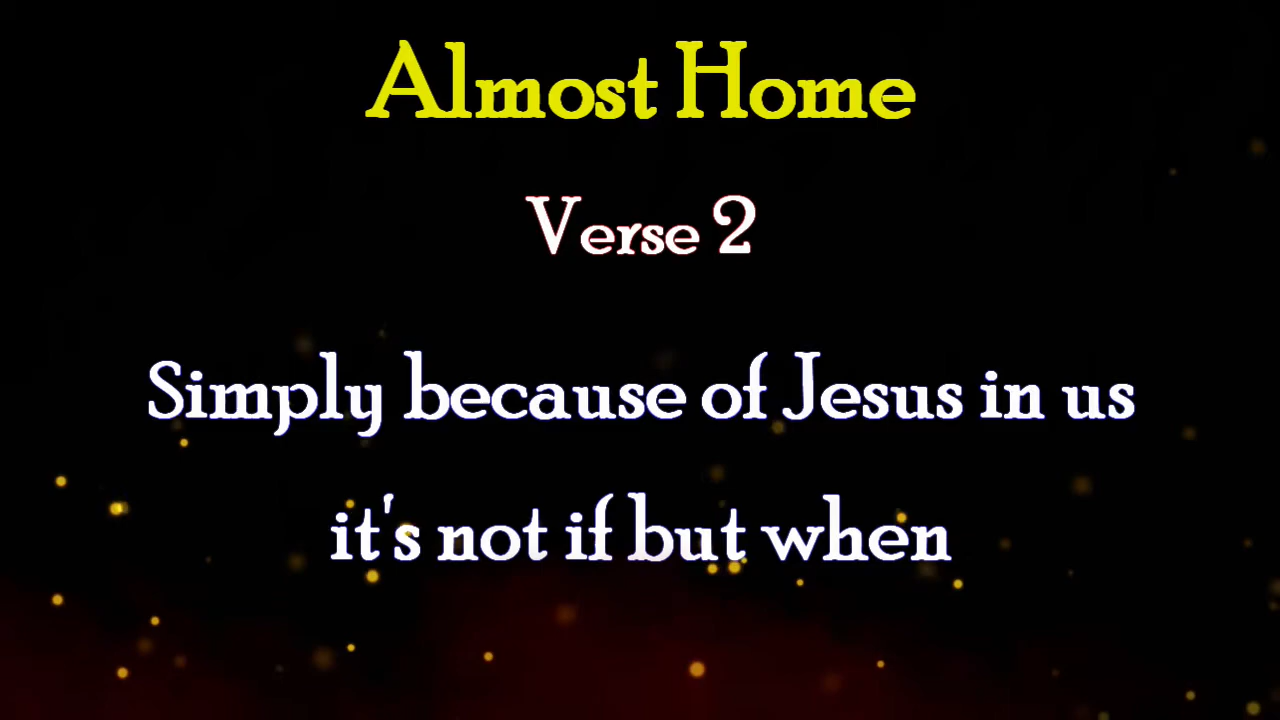 Almost Home
Verse 2
Simply because of Jesus in us
it's not if but when